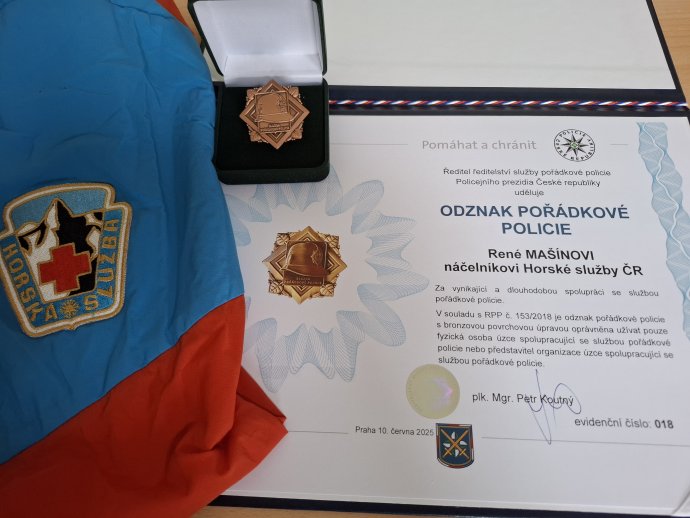 HORSKÁ SLUŽBA
Pomáhat a chránit
POLICIE ČESKÉ REPUBLIKY
Ředitel ředitelství služby pořádkové policie
Policejního prezidia České republiky
uděluje
ODZNAK POŘÁDKOVÉ
POLICIE
René MAŠÍNOVI
náčelníkovi Horské služby ČR
Za vynikající a dlouhodobou spolupráci se službou
pořádkové policie.
V souladu s RPP č. 153/2018 je odznak pořádkové policie
s bronzovou povrchovou úpravou oprávněna užívat pouze
fyzická osoba úzce spolupracující se službou pořádkové
policie nebo představitel organizace úzce spolupracující se
službou pořádkové policie.
plk. Mgr. Petr Koutný
evidenční číslo: 018
Praha 10. června 2025